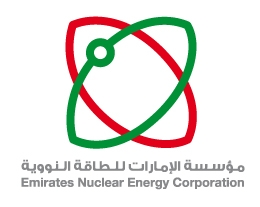 مؤسسة الإمارات للطاقة النووية
Emirates Nuclear Energy Corporation